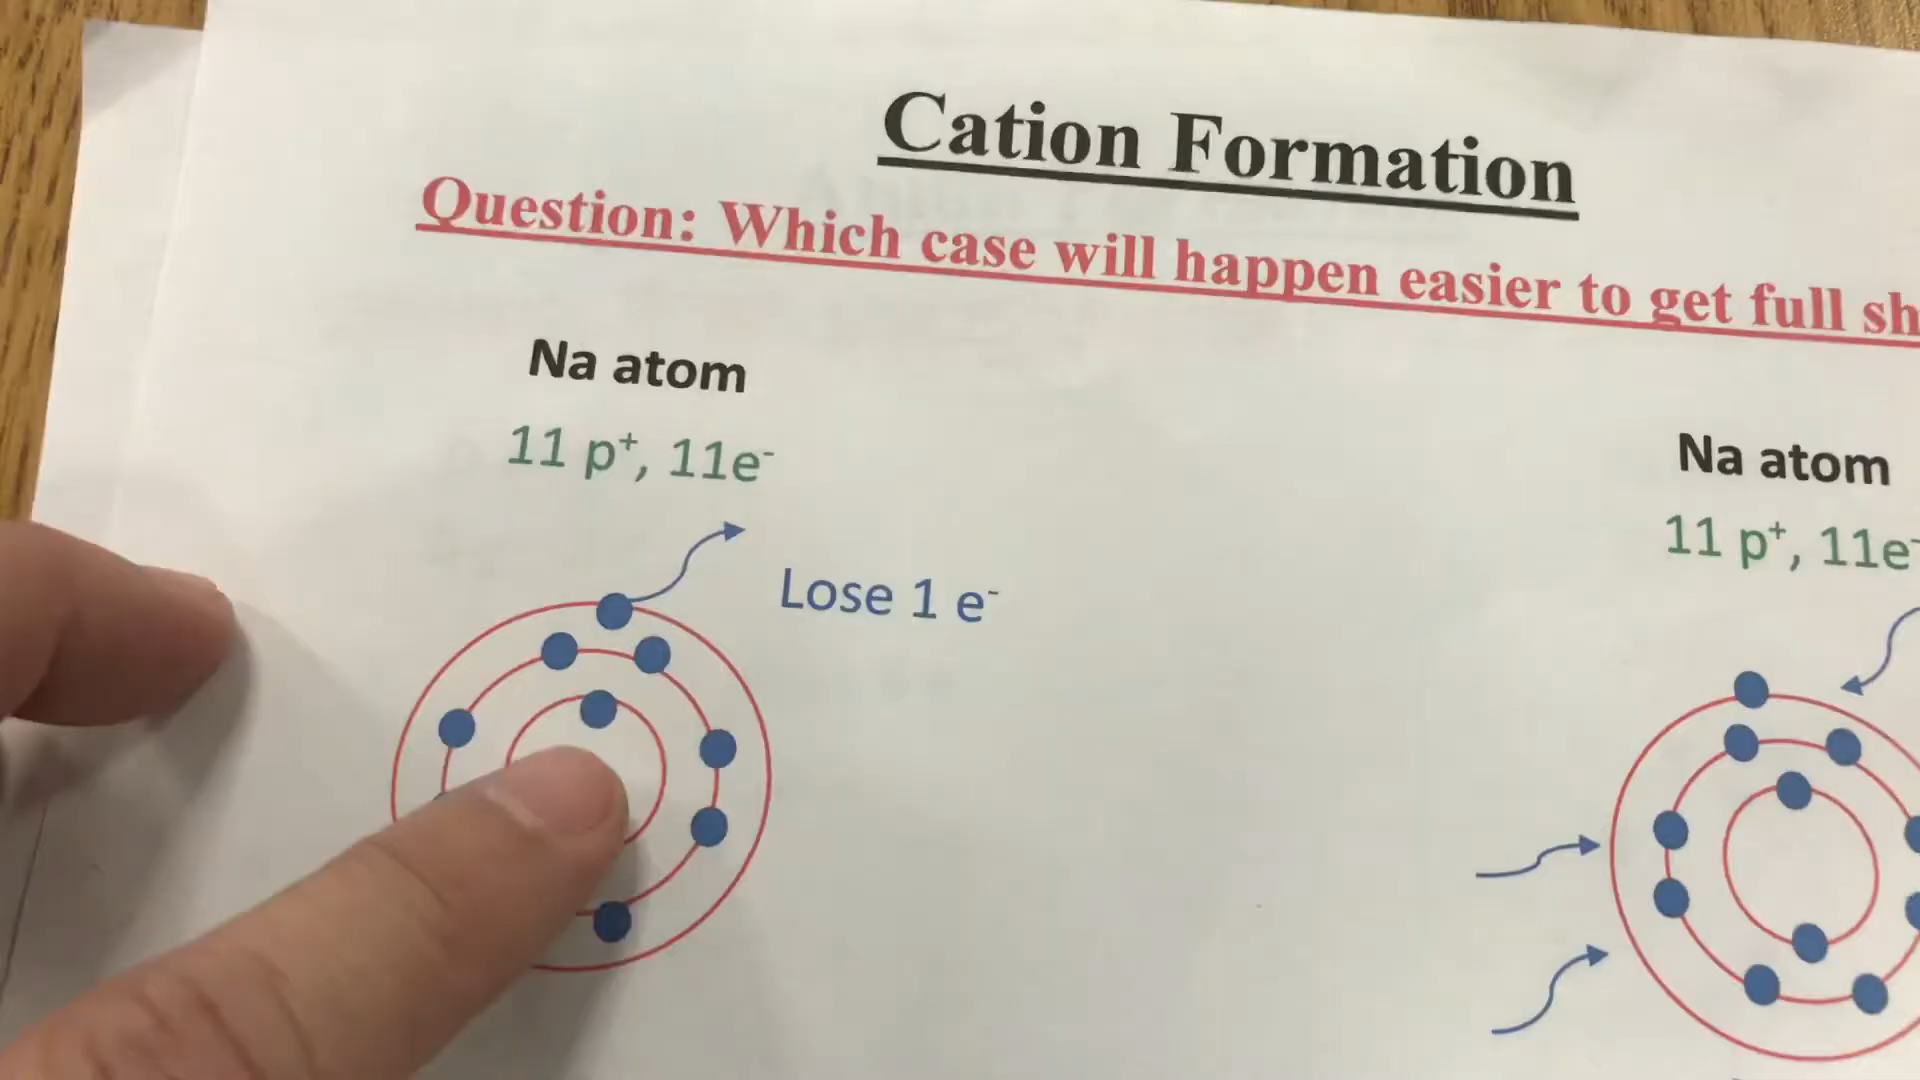 Cation Formation
Question: Which case will happen easier to get full
Na atom
11 p⁺, 11e⁻
Lose 1 e⁻
Na atom
11 p⁺, 11e⁻